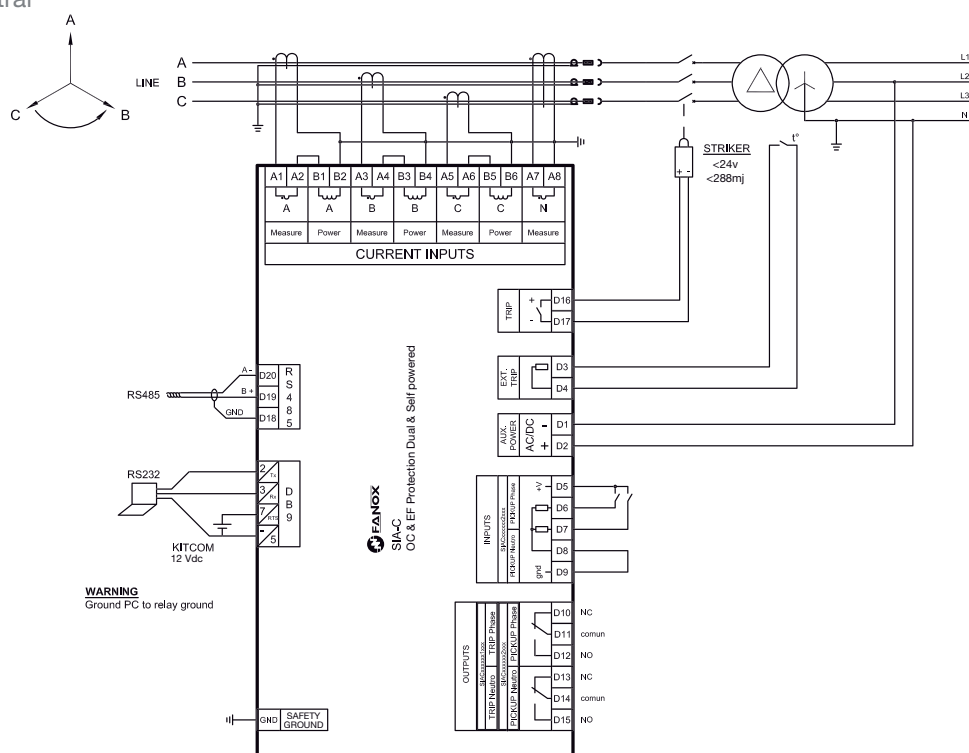 tral
A
C
B
LINE
A
B
C
L1
L2
L3
N
t°
STRIKER
<24v
<288mj
+ -
A1 A2 B1 B2 A3 A4 B3 B4 A5 A6 B5 B6 A7 A8
A A B B C C N
Measure Power Measure Power Measure Power Measure
CURRENT INPUTS
TRIP
+ D16
- D17
EXT. TRIP
D3
D4
AUX. POWER
AC/DC
- D1
+ D2
RS485
A -
B +
GND
D20
D19
D18
RS485
RS232
2 Tx
3 Rx
7 RTS
- 5
DB9
KITCOM
12 Vdc
WARNING
Ground PC to relay ground
FANOX
SIA-C
OC & EF Protection Dual & Self powered
INPUTS
PICKUP Neutro PICKUP Phase
+V D5
D6
D7
D8
gnd D9
OUTPUTS
TRIP Neutro TRIP Phase
PICKUP Neutro PICKUP Phase
D10 NC
D11 comun
D12 NO
D13 NC
D14 comun
D15 NO
GND
SAFETY
GROUND